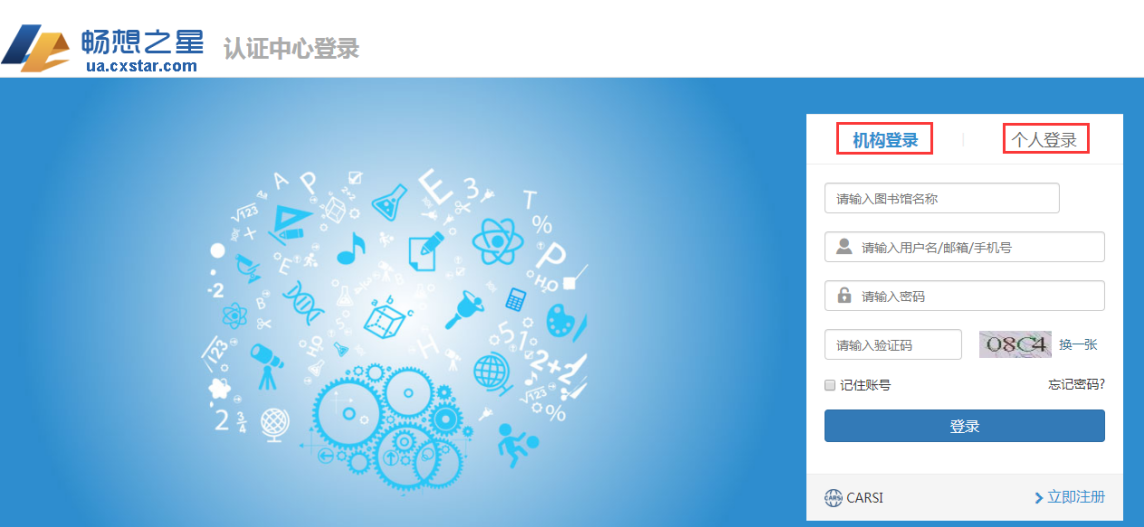 畅想之星
ua.cxstar.com
认证中心登录
机构登录
个人登录
请输入图书馆名称
请输入用户名/邮箱/手机号
请输入密码
请输入验证码
08C4
换一张
记住账号
忘记密码?
登录
CARSI
立即注册